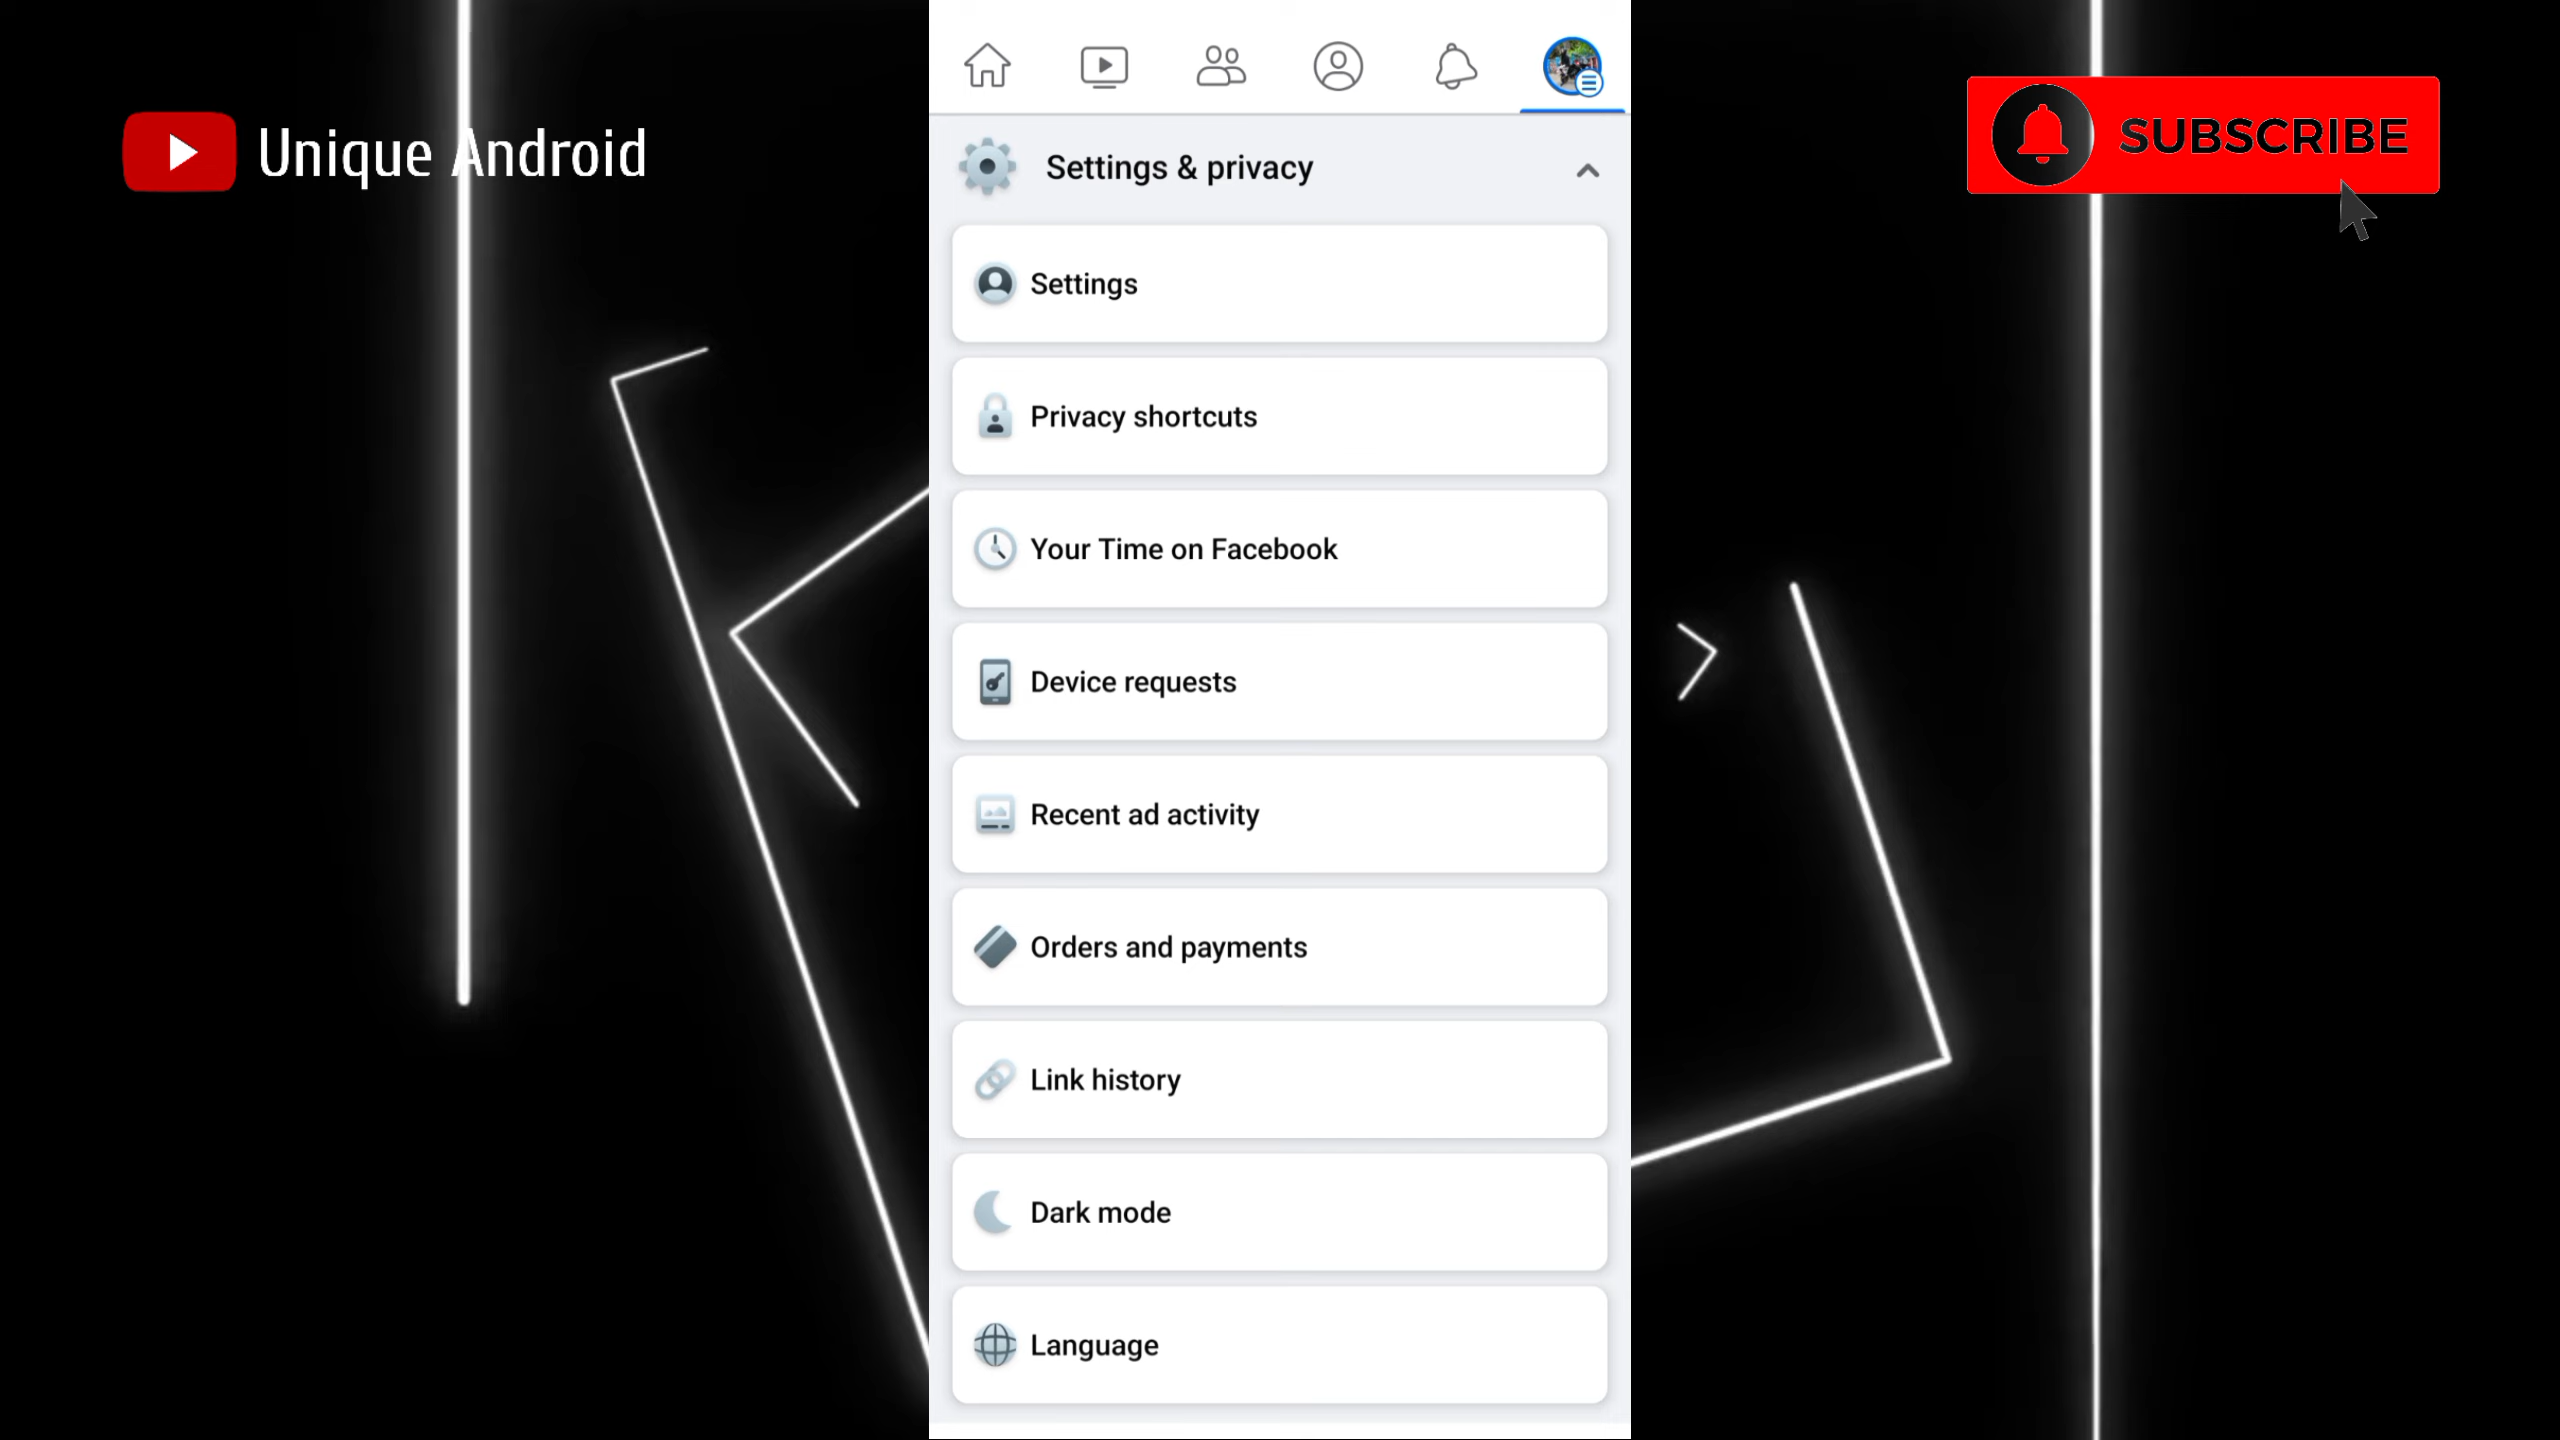 Unique Android
SUBSCRIBE
Settings & privacy
Settings
Privacy shortcuts
Your Time on Facebook
Device requests
Recent ad activity
Orders and payments
Link history
Dark mode
Language